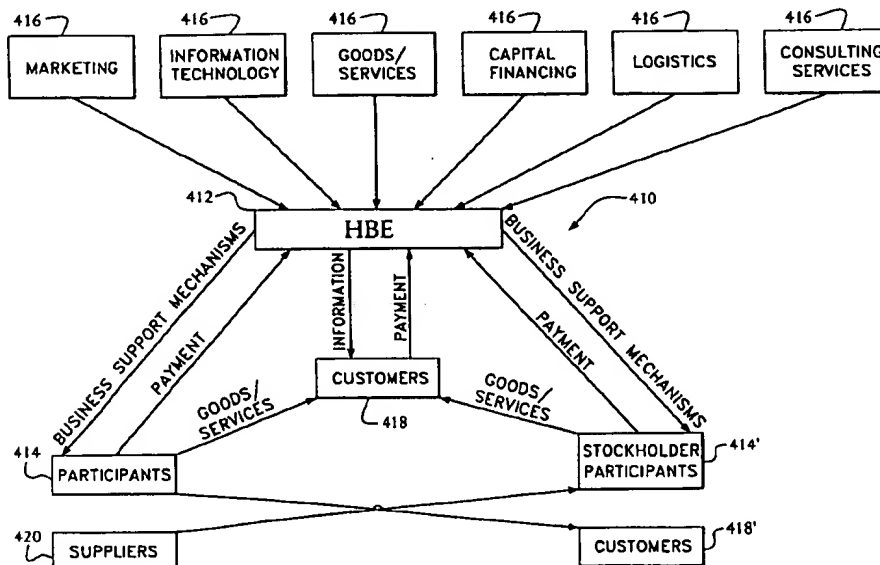 416 416 416 416 416 416
MARKETING
INFORMATION
TECHNOLOGY
GOODS/
SERVICES
CAPITAL
FINANCING
LOGISTICS
CONSULTING
SERVICES
412
HBE
410
BUSINESS SUPPORT MECHANISMS
PAYMENT
INFORMATION
PAYMENT
PAYMENT
BUSINESS SUPPORT MECHANISMS
CUSTOMERS
418
GOODS/
SERVICES
GOODS/
SERVICES
414
PARTICIPANTS
STOCKHOLDER
PARTICIPANTS
414'
420
SUPPLIERS
CUSTOMERS
418'